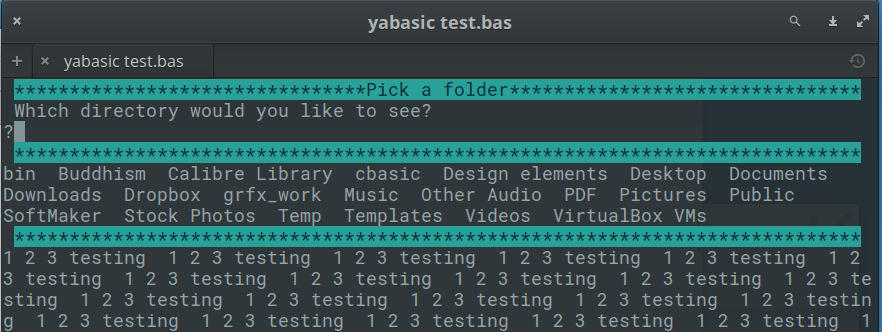 yabasic test.bas
yabasic test.bas
********************************Pick a folder********************************
Which directory would you like to see?
?
*****************************************************************************
bin  Buddhism  Calibre Library  cbasic  Design elements  Desktop  Documents
Downloads  Dropbox  grfx_work  Music  Other Audio  PDF  Pictures  Public
SoftMaker  Stock Photos  Temp  Templates  Videos  VirtualBox VMs
*****************************************************************************
1 2 3 testing  1 2 3 testing  1 2 3 testing  1 2 3 testing  1 2 3 testing  1 2
3 testing  1 2 3 testing  1 2 3 testing  1 2 3 testing  1 2 3 testing  1 2 3 te
sting  1 2 3 testing  1 2 3 testing  1 2 3 testing  1 2 3 testing  1 2 3 testin
g  1 2 3 testing  1 2 3 testing  1 2 3 testing  1 2 3 testing  1 2 3 testing  1